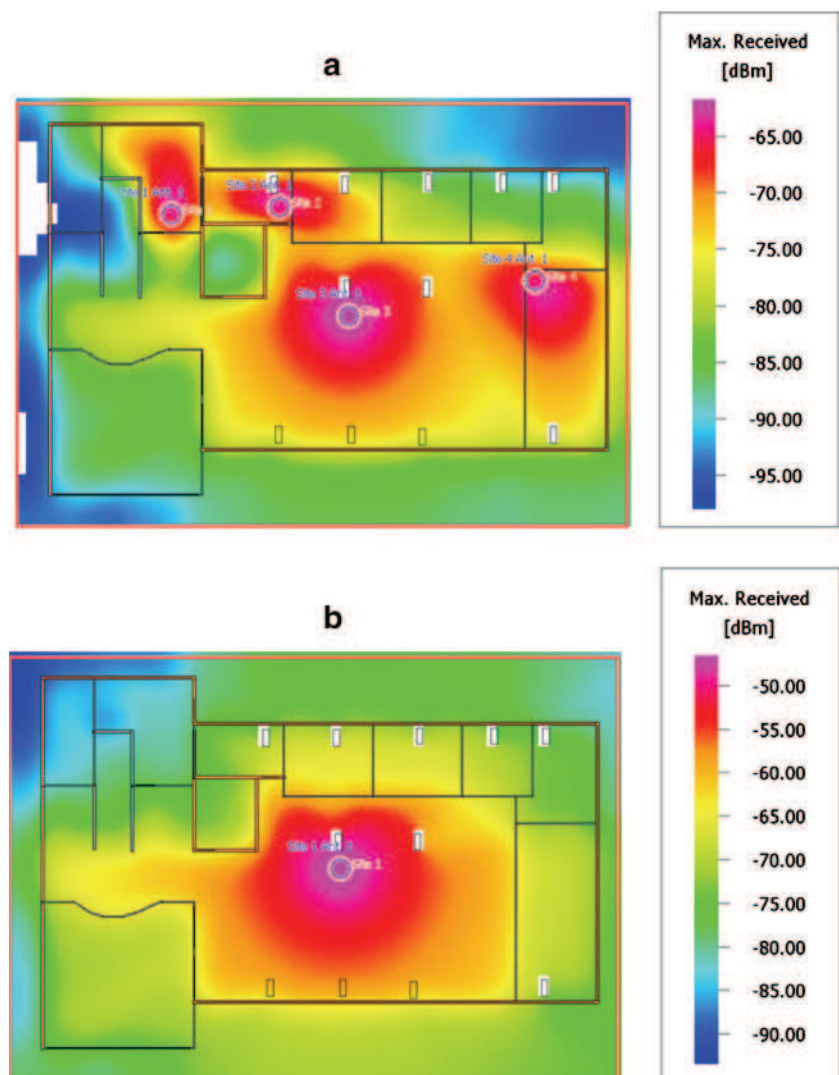 a
Max. Received
[dBm]
-65.00
-70.00
-75.00
-80.00
-85.00
-90.00
-95.00
Site 1 Ant. 1
Site 2 Ant. 1
Site 2
Site 4 Ant. 1
Site 4
Site 3 Ant. 1
Site 3
b
Max. Received
[dBm]
-50.00
-55.00
-60.00
-65.00
-70.00
-75.00
-80.00
-85.00
-90.00
Site 1 Ant. 1
Site 1